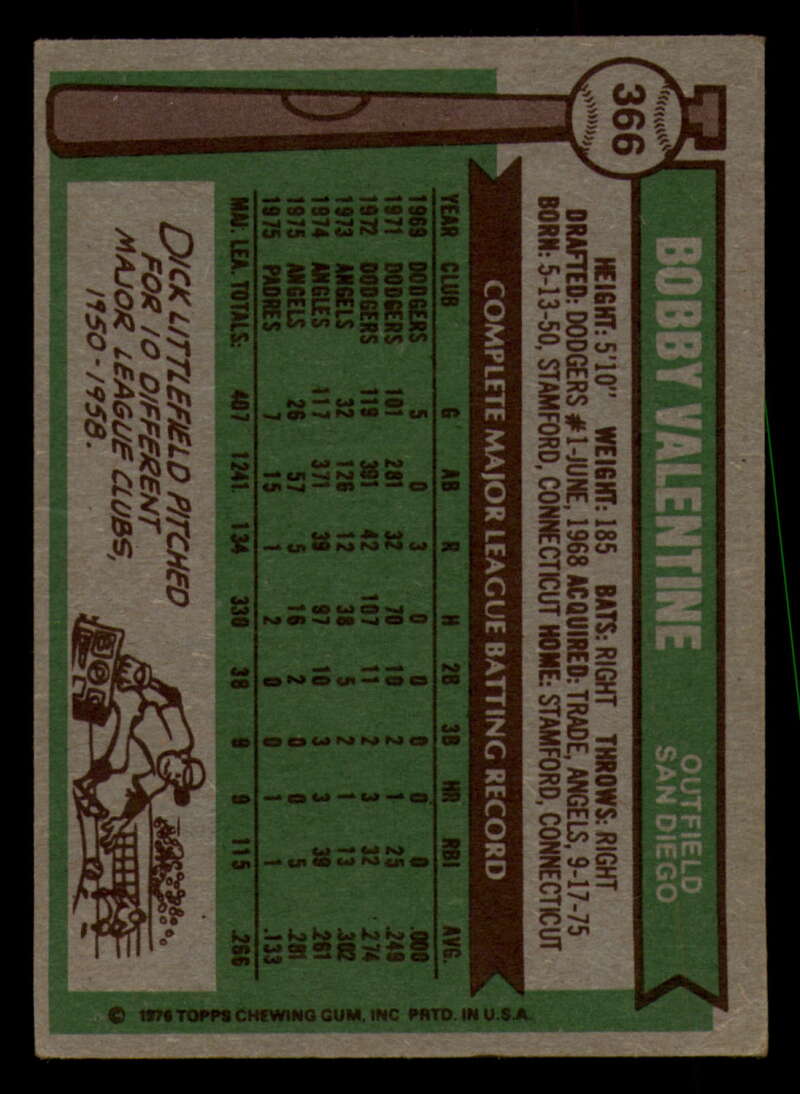 366
BOBBY VALENTINE
OUTFIELD
SAN DIEGO
HEIGHT: 5'10" WEIGHT: 185 BATS: RIGHT THROWS: RIGHT
DRAFTED: DODGERS #1-JUNE, 1968 ACQUIRED: TRADE, ANGELS, 9-17-75
BORN: 5-13-50, STAMFORD, CONNECTICUT HOME: STAMFORD, CONNECTICUT
COMPLETE MAJOR LEAGUE BATTING RECORD
YEAR CLUB G AB R H 2B 3B HR RBI AVG.
1969 DODGERS 5 0 3 0 0 0 0 0 .000
1971 DODGERS 101 281 32 70 10 2 1 25 .249
1972 DODGERS 119 391 42 107 11 2 3 32 .274
1973 ANGELS 32 126 12 38 5 2 1 13 .302
1974 ANGLES 117 371 39 97 10 3 3 39 .261
1975 ANGELS 26 57 5 16 2 0 0 5 .281
1975 PADRES 7 15 1 2 0 0 1 1 .133
MAJ. LEA. TOTALS: 407 1241 134 330 38 9 9 115 .266
DICK LITTLEFIELD PITCHED
FOR 10 DIFFERENT
MAJOR LEAGUE CLUBS,
1950-1958.
© 1976 TOPPS CHEWING GUM, INC PRTD. IN U.S.A.